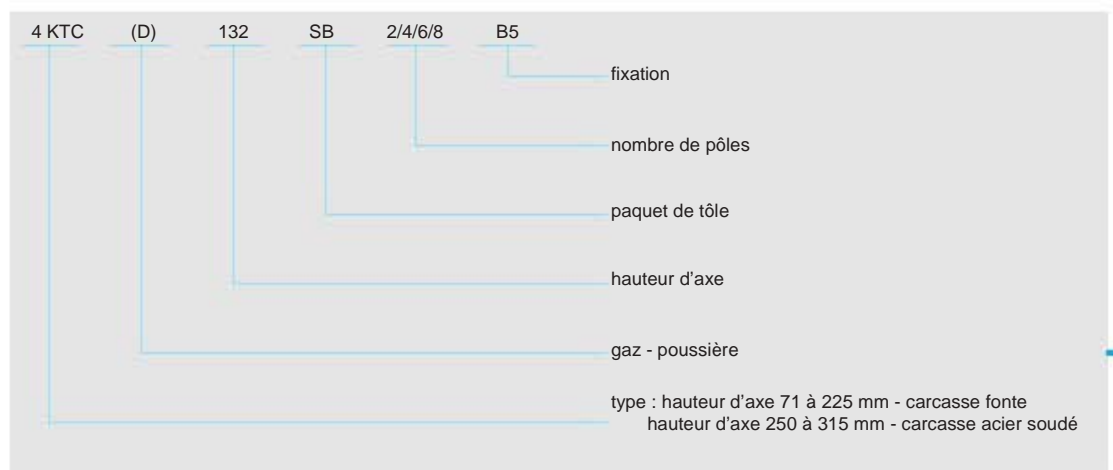 4 KTC (D) 132 SB 2/4/6/8 B5
fixation
nombre de pôles
paquet de tôle
hauteur d'axe
gaz - poussière
type : hauteur d'axe 71 à 225 mm - carcasse fonte
hauteur d'axe 250 à 315 mm - carcasse acier soudé